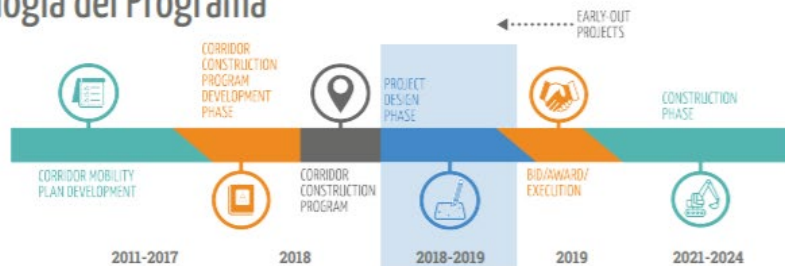 ología del Programa
EARLY-OUT
PROJECTS
CORRIDOR
CONSTRUCTION
PROGRAM
DEVELOPMENT
PHASE
PROJECT
DESIGN
PHASE
CONSTRUCTION
PHASE
CORRIDOR MOBILITY
PLAN DEVELOPMENT
CORRIDOR
CONSTRUCTION
PROGRAM
BID/AWARD/
EXECUTION
2011-2017
2018
2018-2019
2019
2021-2024